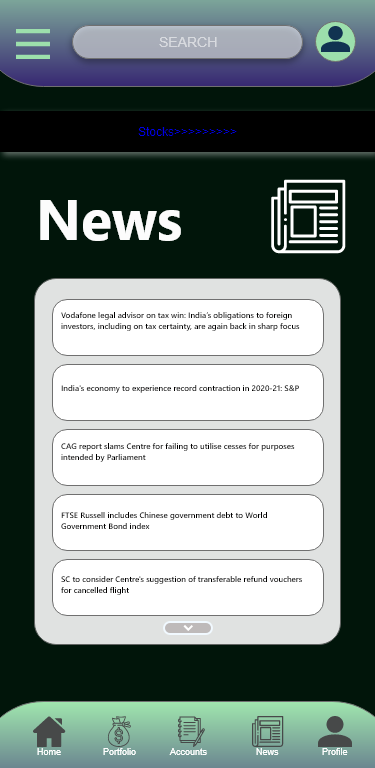 SEARCH
Stocks>>>>>>>>>
News
Vodafone legal advisor on tax win: India's obligations to foreign
investors, including on tax certainty, are again back in sharp focus
India's economy to experience record contraction in 2020-21: S&P
CAG report slams Centre for failing to utilise cesses for purposes
intended by Parliament
FTSE Russell includes Chinese government debt to World
Government Bond index
SC to consider Centre's suggestion of transferable refund vouchers
for cancelled flight
Home Portfolio Accounts News Profile